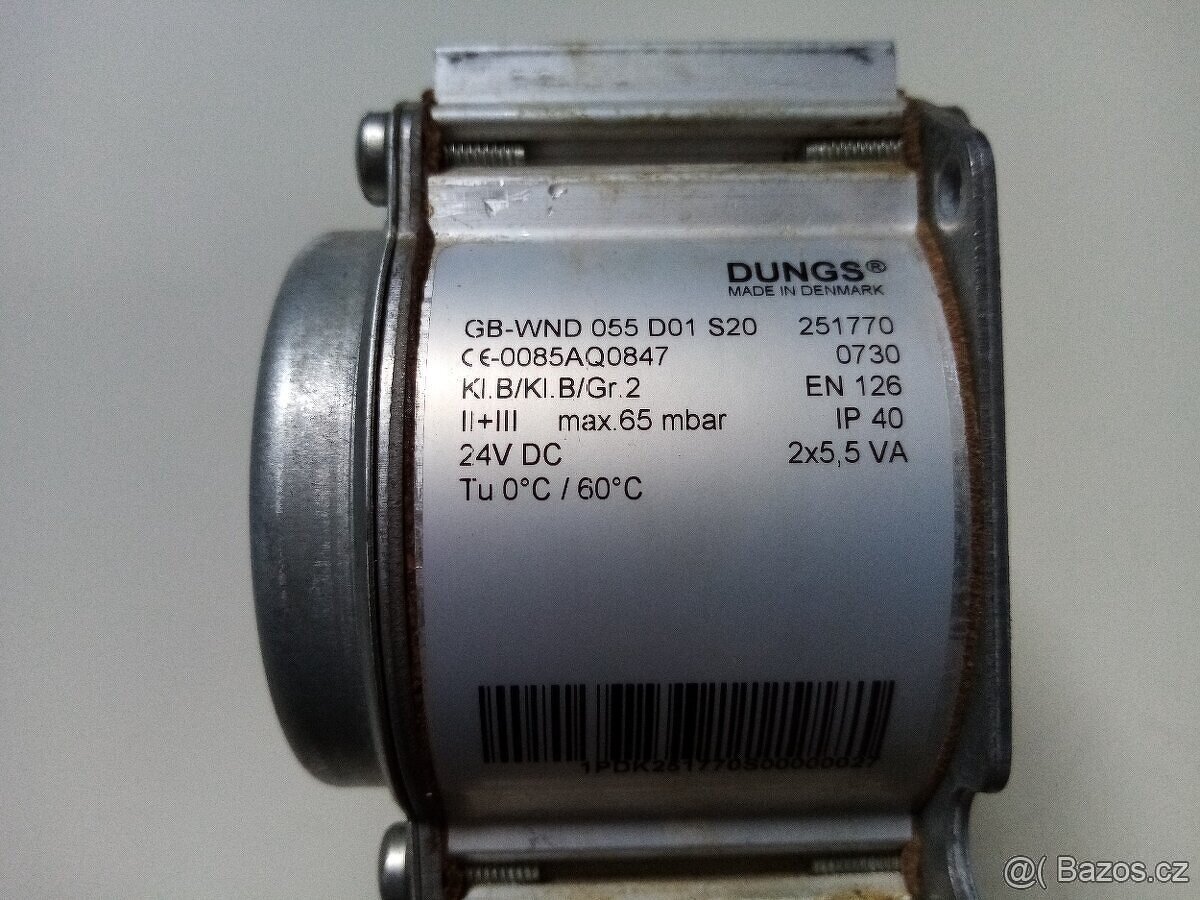 DUNGS®
MADE IN DENMARK
GB-WND 055 D01 S20 251770
CE-0085AQ0847 0730
Kl.B/Kl.B/Gr.2 EN 126
II+III max.65 mbar IP 40
24V DC 2x5,5 VA
Tu 0°C / 60°C
1PDK251770S00000027
@( Bazos.cz